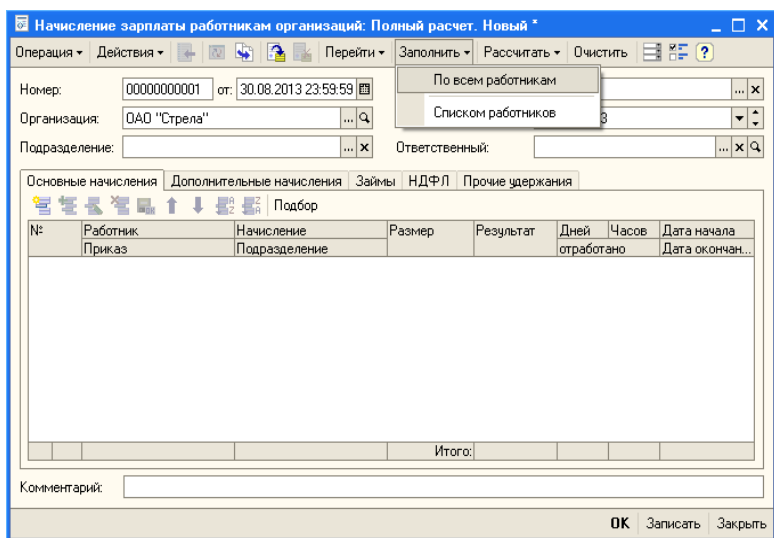 Начисление зарплаты работникам организаций: Полный расчет. Новый *
Операция Действия Перейти Заполнить Рассчитать Очистить ?
По всем работникам
Номер: 00000000001 от: 30.08.2013 23:59:59 ... x
Списком работников
Организация: ОАО "Стрела" ... 3
Подразделение: ... x Ответственный: ... x
Основные начисления Дополнительные начисления Займы НДФЛ Прочие удержания
Подбор
№ Работник Начисление Размер Результат Дней Часов Дата начала
Приказ Подразделение отработано Дата окончан...
Итого:
Комментарий:
OK Записать Закрыть